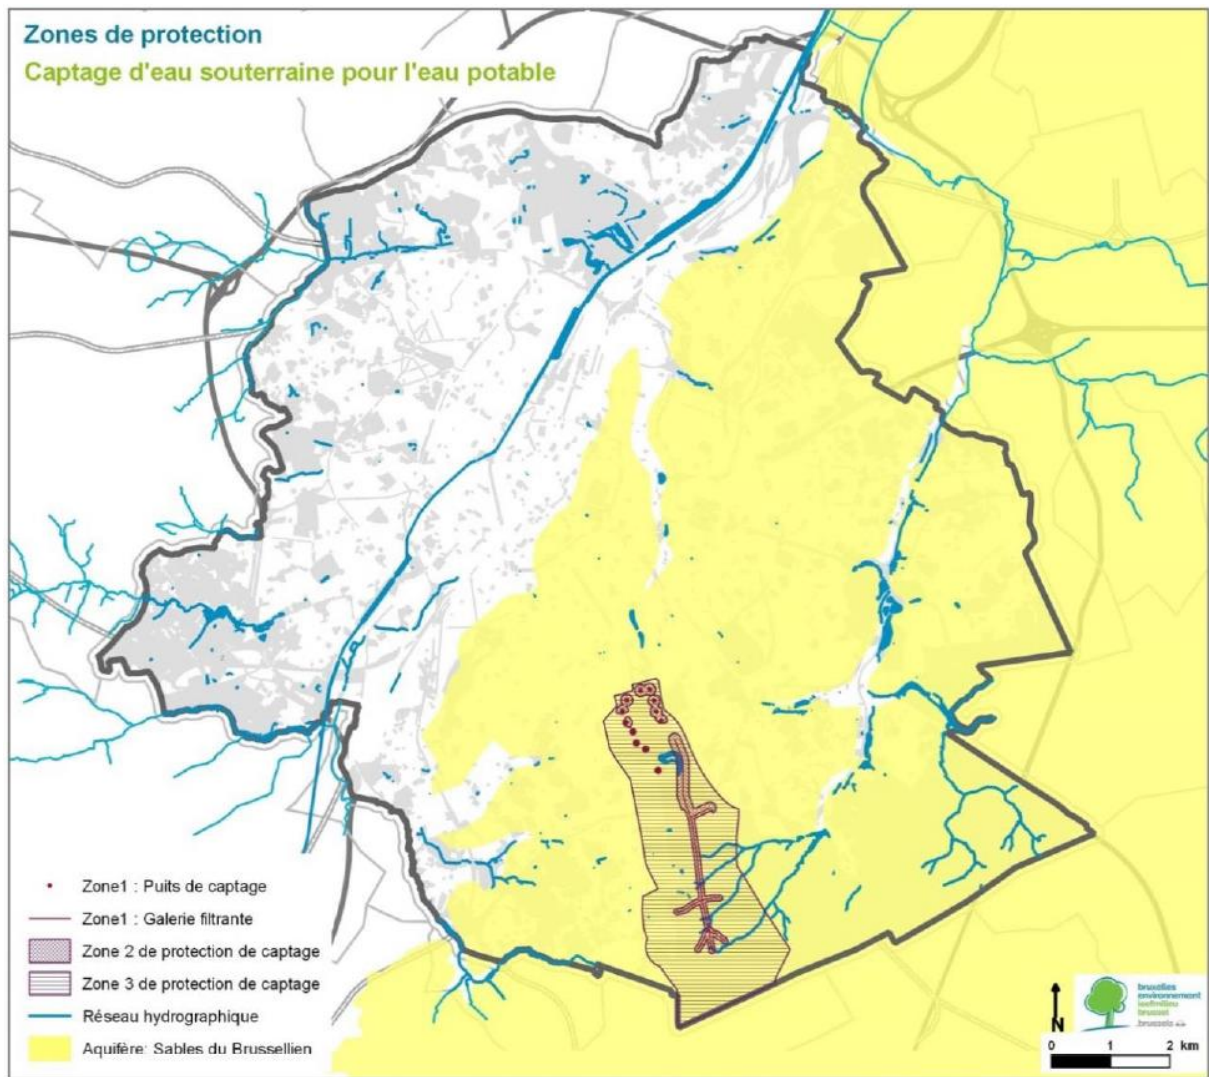 Zones de protection
Captage d'eau souterraine pour l'eau potable
Zone1 : Puits de captage
Zone1 : Galerie filtrante
Zone 2 de protection de captage
Zone 3 de protection de captage
Réseau hydrographique
Aquifère: Sables du Brussellien
N
bruxelles
environnement
leefmilieu
brussel
.brussels
0 1 2 km